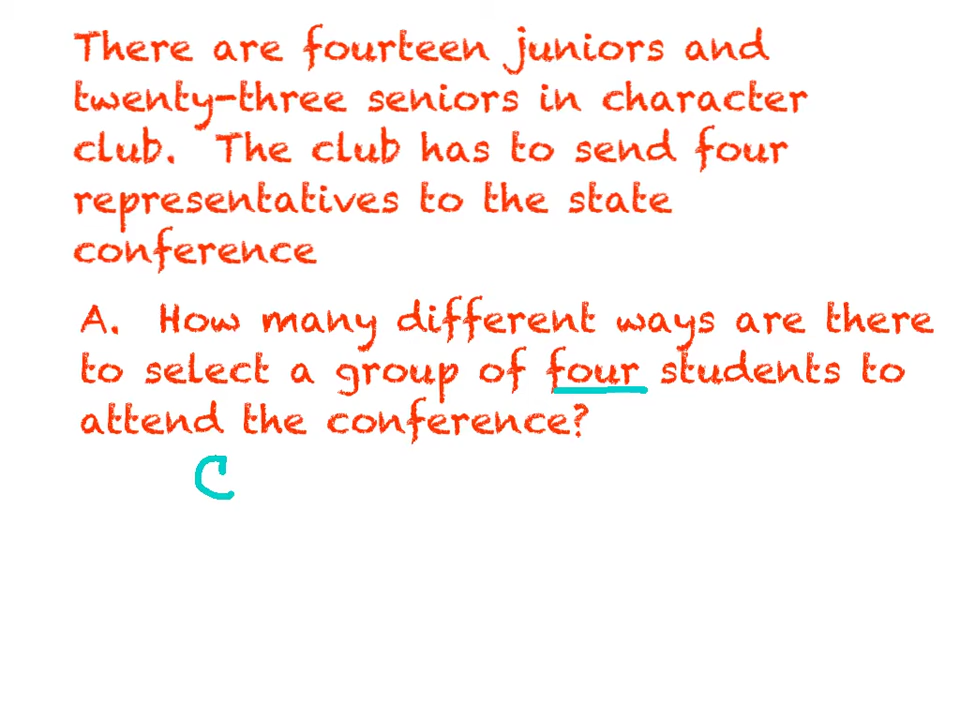 There are fourteen juniors and
twenty-three seniors in character
club. The club has to send four
representatives to the state
conference
A. How many different ways are there
to select a group of four students to
attend the conference?
C